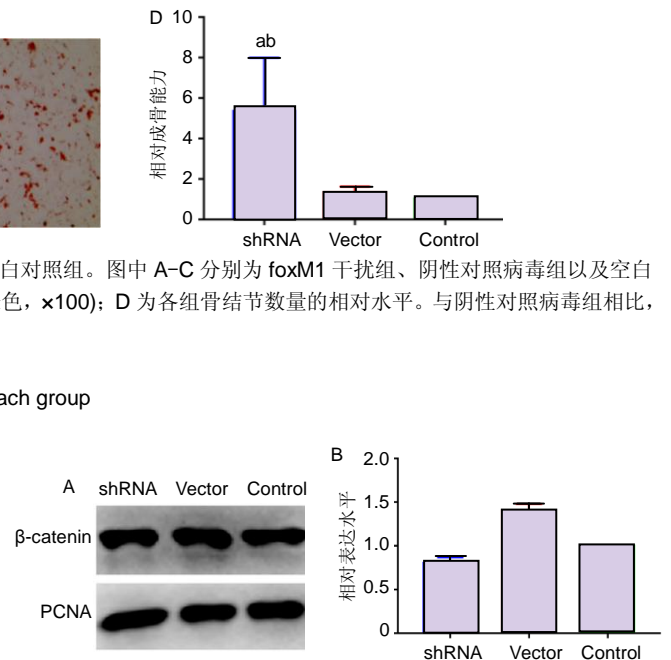 D
10
8
6
4
2
0
相对成骨能力
ab
shRNA Vector Control
白对照组。图中 A−C 分别为 foxM1 干扰组、阴性对照病毒组以及空白
色，×100)；D 为各组骨结节数量的相对水平。与阴性对照病毒组相比，
ach group
A shRNA Vector Control
β-catenin
PCNA
B
2.0
1.5
1.0
0.5
0
相对表达水平
shRNA Vector Control